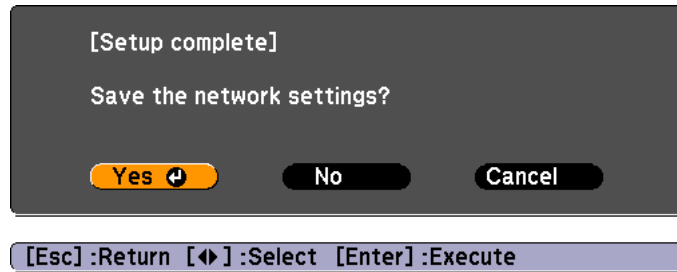 [Setup complete]
Save the network settings?
Yes No Cancel
[Esc] :Return [◆] :Select [Enter] :Execute